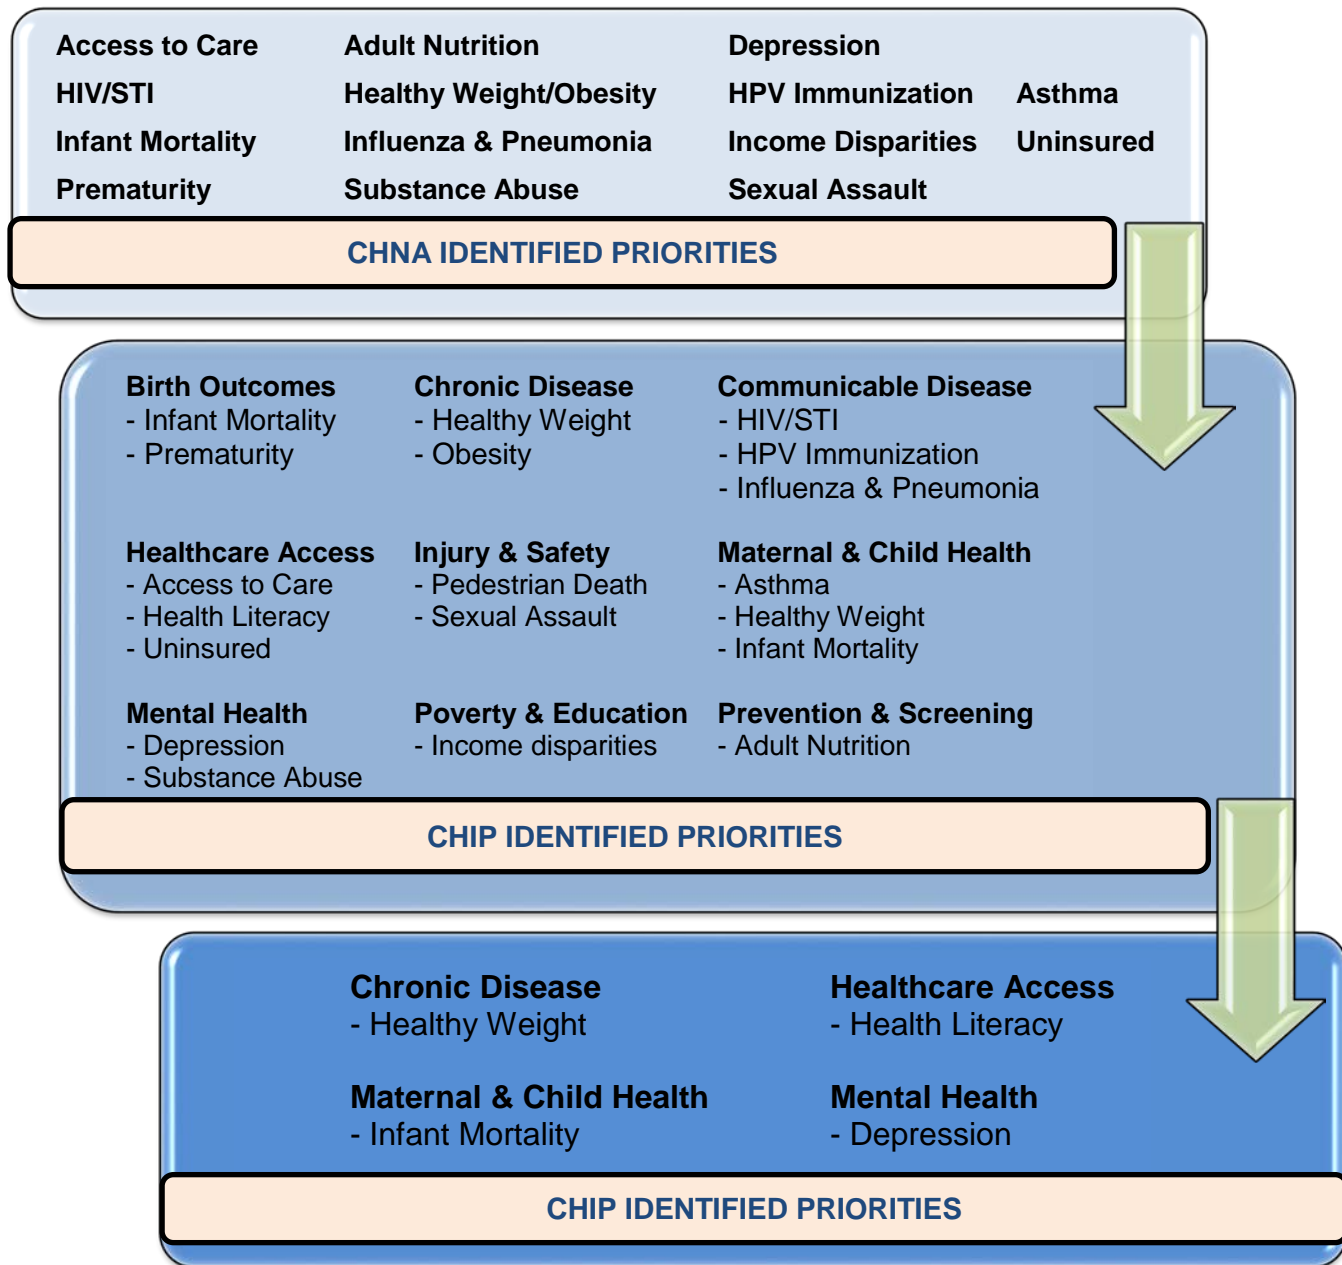 Access to Care Adult Nutrition Depression
HIV/STI Healthy Weight/Obesity HPV Immunization Asthma
Infant Mortality Influenza & Pneumonia Income Disparities Uninsured
Prematurity Substance Abuse Sexual Assault
CHNA IDENTIFIED PRIORITIES
Birth Outcomes Chronic Disease Communicable Disease
- Infant Mortality - Healthy Weight - HIV/STI
- Prematurity - Obesity - HPV Immunization
- Influenza & Pneumonia
Healthcare Access Injury & Safety Maternal & Child Health
- Access to Care - Pedestrian Death - Asthma
- Health Literacy - Sexual Assault - Healthy Weight
- Uninsured - Infant Mortality
Mental Health Poverty & Education Prevention & Screening
- Depression - Income disparities - Adult Nutrition
- Substance Abuse
CHIP IDENTIFIED PRIORITIES
Chronic Disease Healthcare Access
- Healthy Weight - Health Literacy
Maternal & Child Health Mental Health
- Infant Mortality - Depression
CHIP IDENTIFIED PRIORITIES